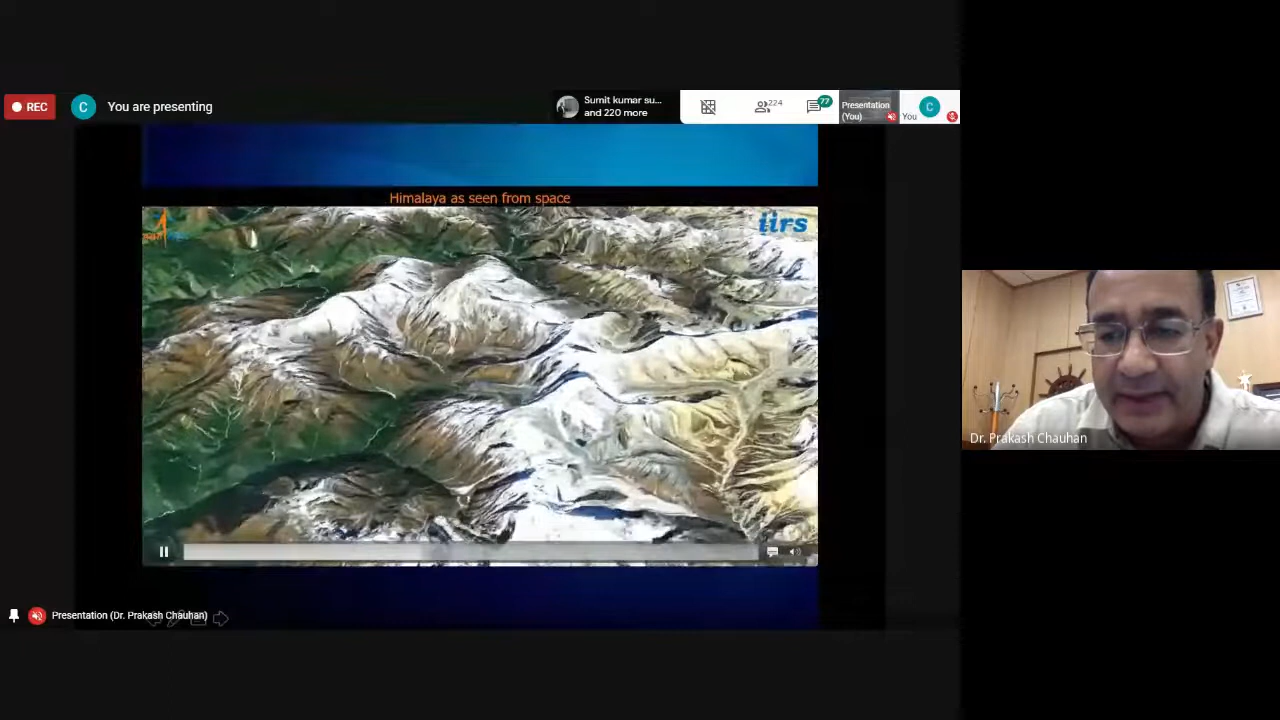 REC
C
You are presenting
Sumit kumar su...
and 220 more
224
77
Presentation
(You)
You
C
Himalaya as seen from space
iirs
Dr. Prakash Chauhan
Presentation (Dr. Prakash Chauhan)